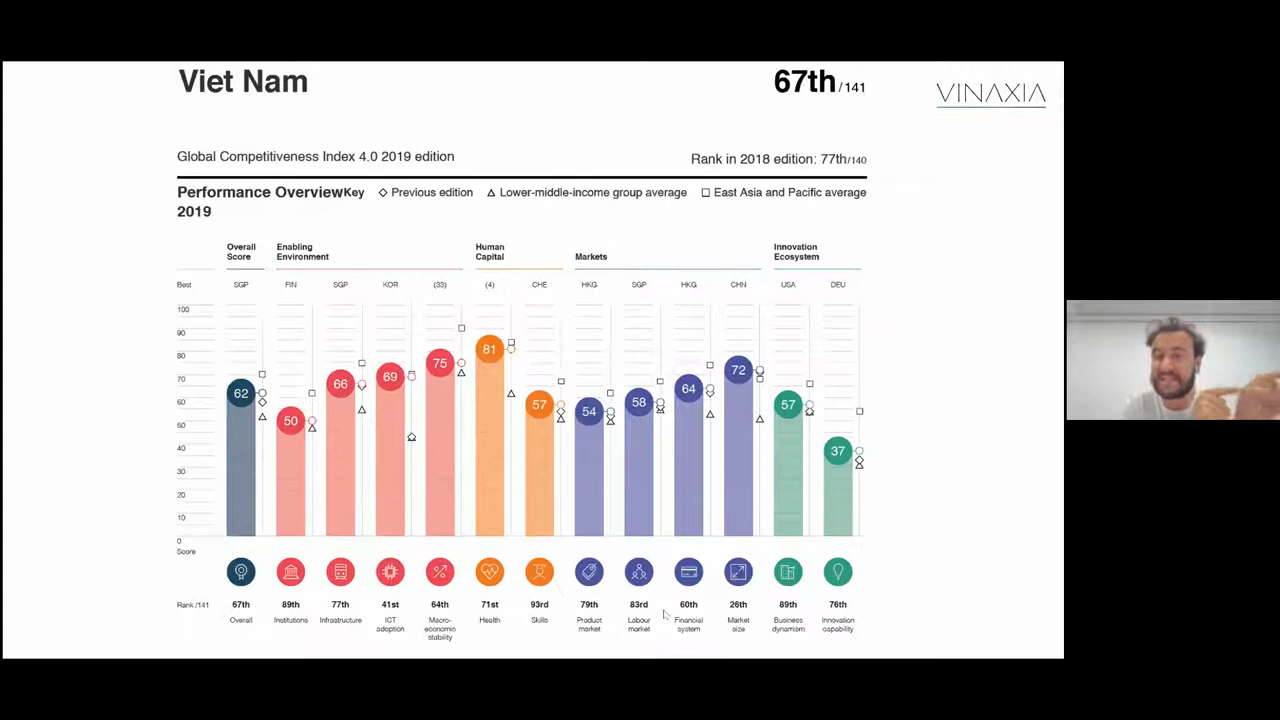 Viet Nam
67th /141
VINAXIA
Global Competitiveness Index 4.0 2019 edition
Rank in 2018 edition: 77th/140
Performance Overview
2019
Key ◇ Previous edition △ Lower-middle-income group average □ East Asia and Pacific average
Overall Score
Enabling Environment
Human Capital
Markets
Innovation Ecosystem
Best SGP FIN SGP KOR (33) (4) CHE HKG SGP HKG CHN USA DEU
100
90
80
70
60
50
40
30
20
10
0
Score
62 50 66 69 75 81 57 54 58 64 72 57 37
Rank /141 67th 89th 77th 41st 64th 71st 93rd 79th 83rd 60th 26th 89th 76th
Overall
Institutions
Infrastructure
ICT adoption
Macro-economic stability
Health
Skills
Product market
Labour market
Financial system
Market size
Business dynamism
Innovation capability